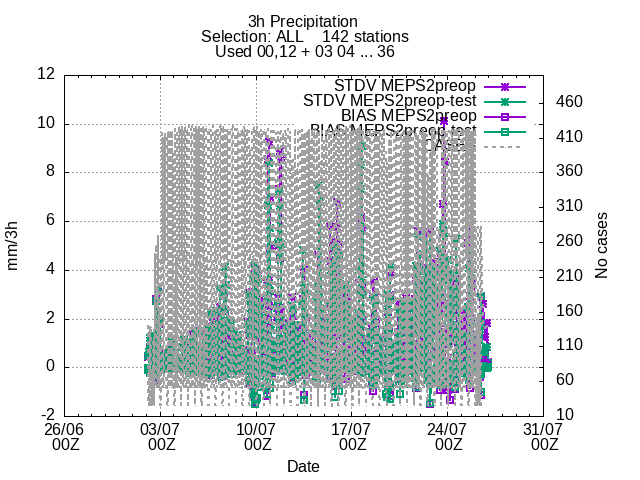 3h Precipitation
Selection: ALL 142 stations
Used 00,12 + 03 04 ... 36
STDV MEPS2preop
STDV MEPS2preop-test
BIAS MEPS2preop
BIAS MEPS2preop-test
12
10
8
6
4
2
0
-2
mm/3h
460
410
360
310
260
210
160
110
60
10
No cases
26/06 03/07 10/07 17/07 24/07 31/07
00Z 00Z 00Z 00Z 00Z 00Z
Date